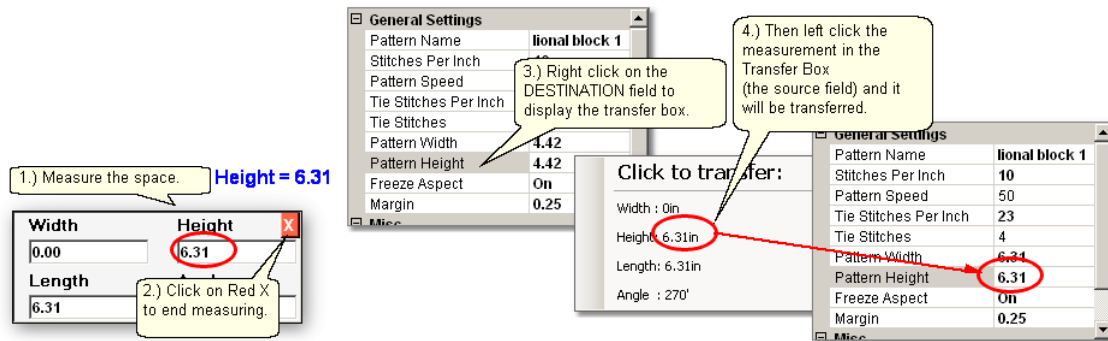 1.) Measure the space.
Height = 6.31
Width
Height
X
0.00
6.31
Length
6.31
2.) Click on Red X
to end measuring.
General Settings
Pattern Name lional block 1
Stitches Per Inch
Pattern Speed
Tie Stitches Per Inch
Tie Stitches
Pattern Width 4.42
Pattern Height 4.42
Freeze Aspect On
Margin 0.25
Misc
3.) Right click on the
DESTINATION field to
display the transfer box.
4.) Then left click the
measurement in the
Transfer Box
(the source field) and it
will be transferred.
Click to transfer:
Width : 0in
Height: 6.31in
Length: 6.31in
Angle : 270'
General Settings
Pattern Name lional block 1
Stitches Per Inch 10
Pattern Speed 50
Tie Stitches Per Inch 23
Tie Stitches 4
Pattern Width 6.31
Pattern Height 6.31
Freeze Aspect On
Margin 0.25
Misc